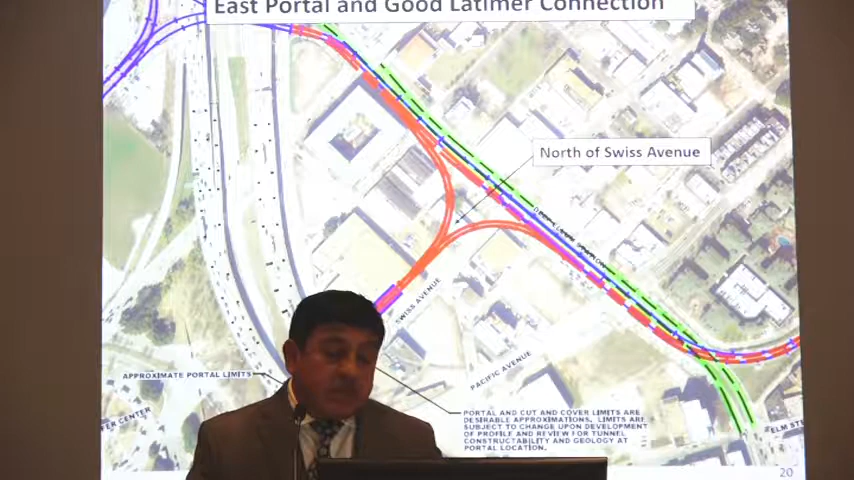 East Portal and Good Latimer Connection
North of Swiss Avenue
SWISS AVENUE
PACIFIC AVENUE
APPROXIMATE PORTAL LIMITS
PORTAL AND CUT AND COVER LIMITS ARE
DESIRABLE APPROXIMATIONS. LIMITS ARE
SUBJECT TO CHANGE UPON DEVELOPMENT
OF PROFILE AND REVIEW FOR TUNNEL
CONSTRUCTABILITY AND GEOLOGY AT
PORTAL LOCATION.
CENTER
ELM
20